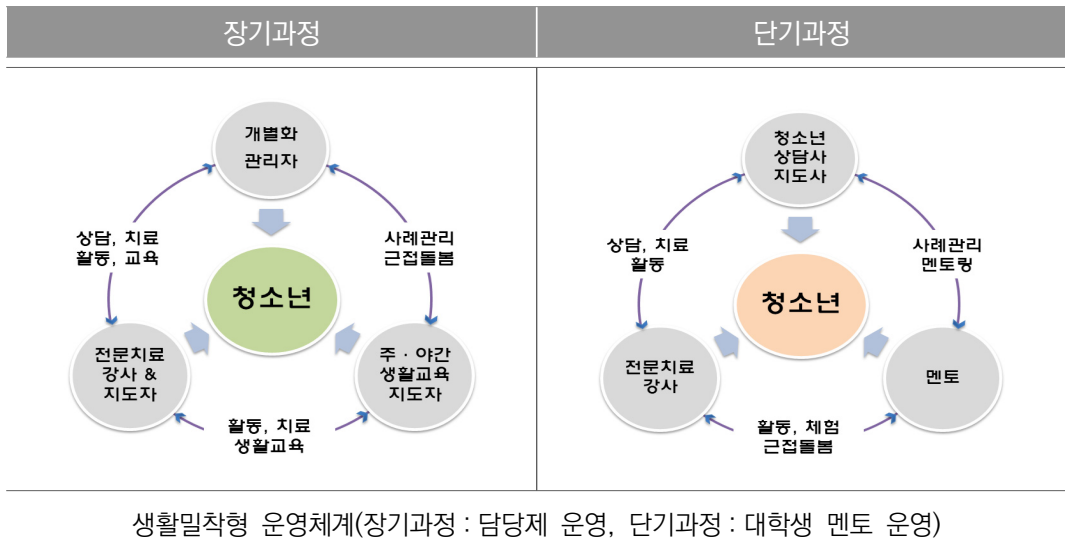 장기과정
단기과정
개별화
관리자
상담, 치료
활동, 교육
사례관리
근접돌봄
청소년
전문치료
강사 &
지도자
주 · 야간
생활교육
지도자
활동, 치료
생활교육
청소년
상담사
지도사
상담, 치료
활동
사례관리
멘토링
청소년
전문치료
강사
멘토
활동, 체험
근접돌봄
생활밀착형 운영체계(장기과정 : 담당제 운영, 단기과정 : 대학생 멘토 운영)